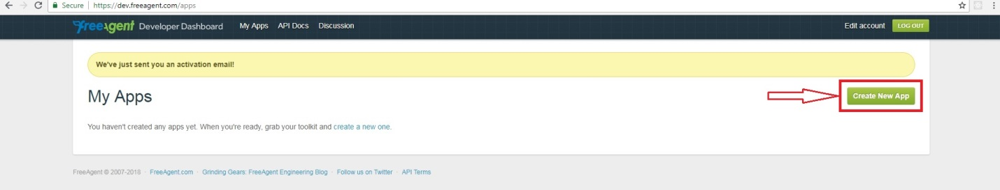 Secure | https://dev.freeagent.com/apps
freeagent Developer Dashboard My Apps API Docs Discussion Edit account LOG OUT
We've just sent you an activation email!
My Apps Create New App
You haven't created any apps yet. When you're ready, grab your toolkit and create a new one.
FreeAgent © 2007-2018 · FreeAgent.com · Grinding Gears: FreeAgent Engineering Blog · Follow us on Twitter · API Terms